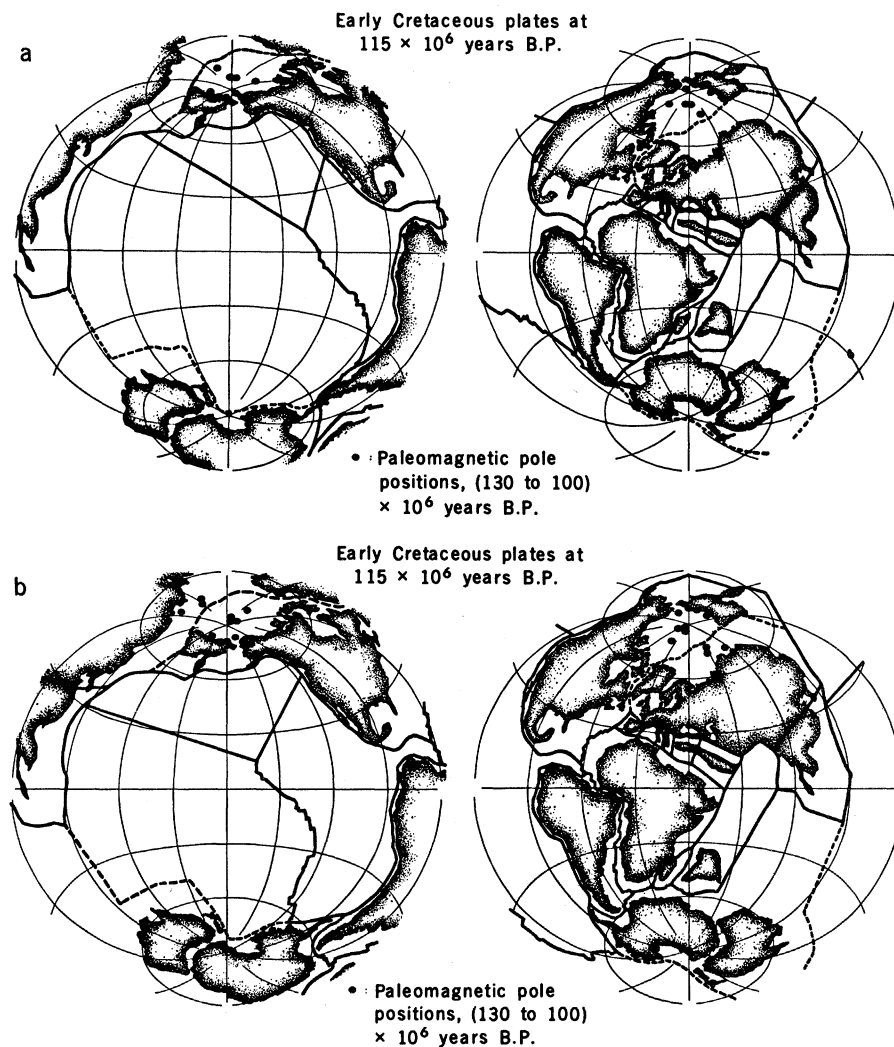 a
Early Cretaceous plates at
115 × 10⁶ years B.P.
• : Paleomagnetic pole
positions, (130 to 100)
× 10⁶ years B.P.
b
Early Cretaceous plates at
115 × 10⁶ years B.P.
• : Paleomagnetic pole
positions, (130 to 100)
× 10⁶ years B.P.